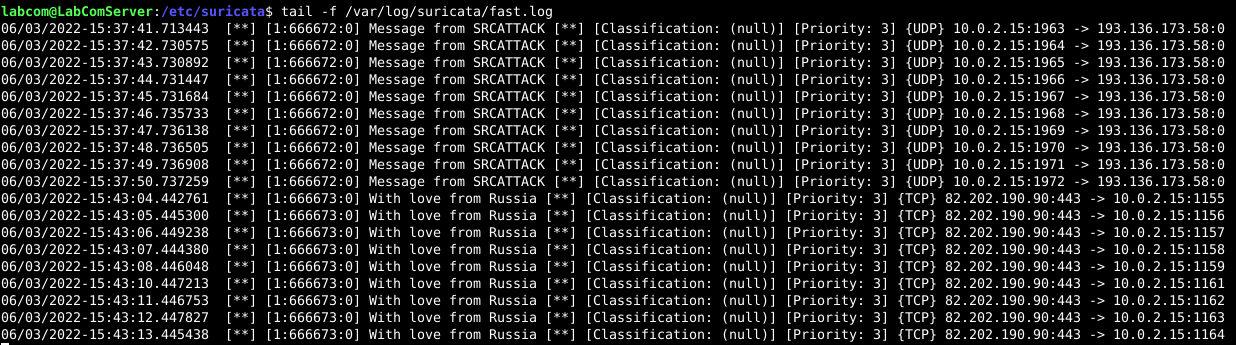 labcom@LabComServer:/etc/suricata$ tail -f /var/log/suricata/fast.log
06/03/2022-15:37:41.713443  [**] [1:666672:0] Message from SRCATTACK [**] [Classification: (null)] [Priority: 3] {UDP} 10.0.2.15:1963 -> 193.136.173.58:0
06/03/2022-15:37:42.730575  [**] [1:666672:0] Message from SRCATTACK [**] [Classification: (null)] [Priority: 3] {UDP} 10.0.2.15:1964 -> 193.136.173.58:0
06/03/2022-15:37:43.730892  [**] [1:666672:0] Message from SRCATTACK [**] [Classification: (null)] [Priority: 3] {UDP} 10.0.2.15:1965 -> 193.136.173.58:0
06/03/2022-15:37:44.731447  [**] [1:666672:0] Message from SRCATTACK [**] [Classification: (null)] [Priority: 3] {UDP} 10.0.2.15:1966 -> 193.136.173.58:0
06/03/2022-15:37:45.731684  [**] [1:666672:0] Message from SRCATTACK [**] [Classification: (null)] [Priority: 3] {UDP} 10.0.2.15:1967 -> 193.136.173.58:0
06/03/2022-15:37:46.735733  [**] [1:666672:0] Message from SRCATTACK [**] [Classification: (null)] [Priority: 3] {UDP} 10.0.2.15:1968 -> 193.136.173.58:0
06/03/2022-15:37:47.736138  [**] [1:666672:0] Message from SRCATTACK [**] [Classification: (null)] [Priority: 3] {UDP} 10.0.2.15:1969 -> 193.136.173.58:0
06/03/2022-15:37:48.736505  [**] [1:666672:0] Message from SRCATTACK [**] [Classification: (null)] [Priority: 3] {UDP} 10.0.2.15:1970 -> 193.136.173.58:0
06/03/2022-15:37:49.736908  [**] [1:666672:0] Message from SRCATTACK [**] [Classification: (null)] [Priority: 3] {UDP} 10.0.2.15:1971 -> 193.136.173.58:0
06/03/2022-15:37:50.737259  [**] [1:666672:0] Message from SRCATTACK [**] [Classification: (null)] [Priority: 3] {UDP} 10.0.2.15:1972 -> 193.136.173.58:0
06/03/2022-15:43:04.442761  [**] [1:666673:0] With love from Russia [**] [Classification: (null)] [Priority: 3] {TCP} 82.202.190.90:443 -> 10.0.2.15:1155
06/03/2022-15:43:05.445300  [**] [1:666673:0] With love from Russia [**] [Classification: (null)] [Priority: 3] {TCP} 82.202.190.90:443 -> 10.0.2.15:1156
06/03/2022-15:43:06.449238  [**] [1:666673:0] With love from Russia [**] [Classification: (null)] [Priority: 3] {TCP} 82.202.190.90:443 -> 10.0.2.15:1157
06/03/2022-15:43:07.444380  [**] [1:666673:0] With love from Russia [**] [Classification: (null)] [Priority: 3] {TCP} 82.202.190.90:443 -> 10.0.2.15:1158
06/03/2022-15:43:08.446048  [**] [1:666673:0] With love from Russia [**] [Classification: (null)] [Priority: 3] {TCP} 82.202.190.90:443 -> 10.0.2.15:1159
06/03/2022-15:43:10.447213  [**] [1:666673:0] With love from Russia [**] [Classification: (null)] [Priority: 3] {TCP} 82.202.190.90:443 -> 10.0.2.15:1161
06/03/2022-15:43:11.446753  [**] [1:666673:0] With love from Russia [**] [Classification: (null)] [Priority: 3] {TCP} 82.202.190.90:443 -> 10.0.2.15:1162
06/03/2022-15:43:12.447827  [**] [1:666673:0] With love from Russia [**] [Classification: (null)] [Priority: 3] {TCP} 82.202.190.90:443 -> 10.0.2.15:1163
06/03/2022-15:43:13.445438  [**] [1:666673:0] With love from Russia [**] [Classification: (null)] [Priority: 3] {TCP} 82.202.190.90:443 -> 10.0.2.15:1164